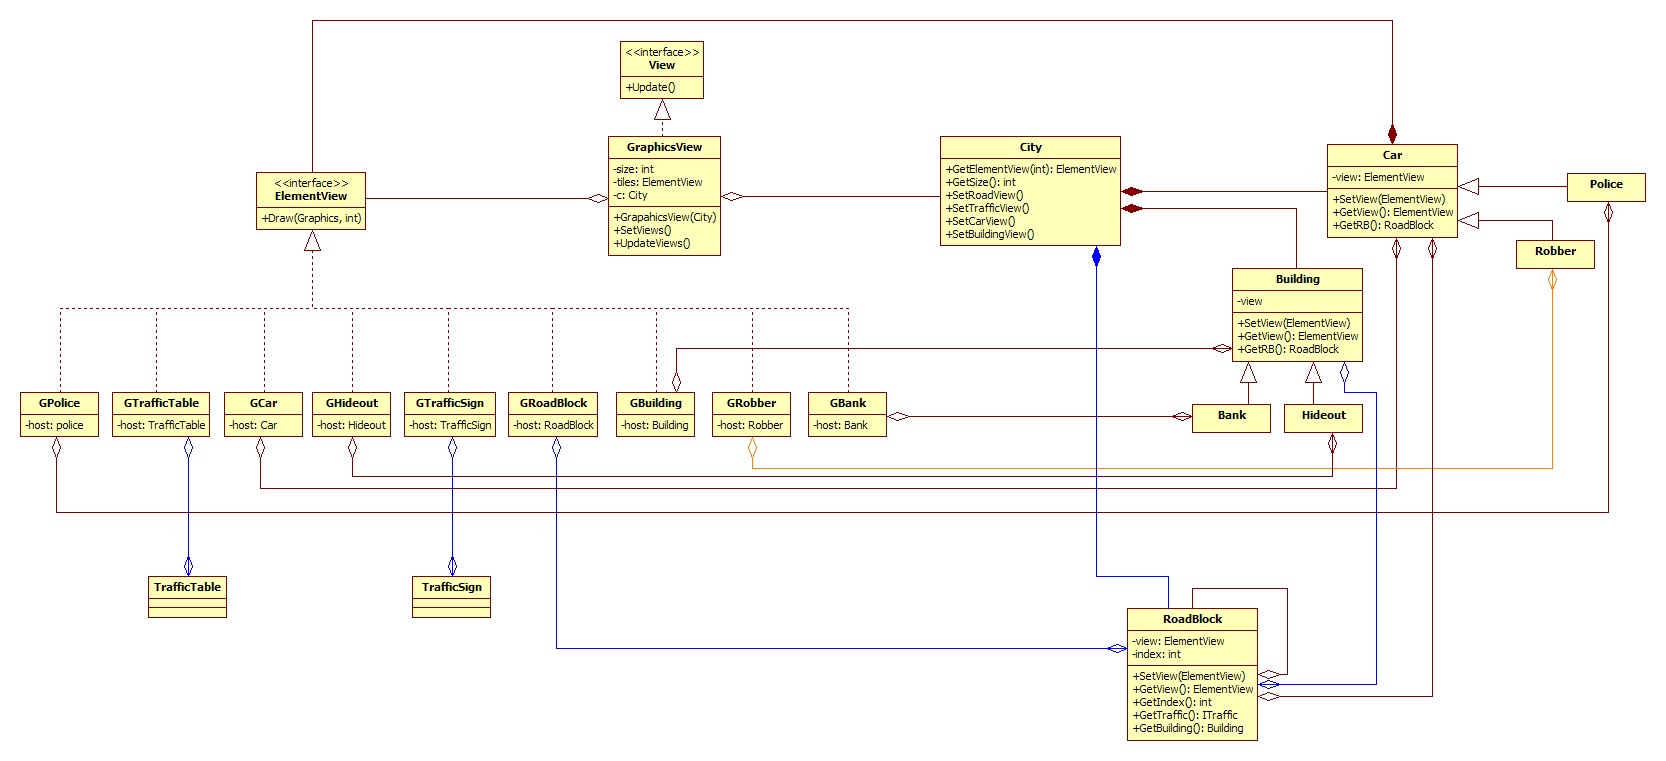 <<interface>>
View
+Update()
GraphicsView
-size: int
-tiles: ElementView
-c: City
+GrapahicsView(City)
+SetViews()
+UpdateViews()
City
+GetElementView(int): ElementView
+GetSize(): int
+SetRoadView()
+SetTrafficView()
+SetCarView()
+SetBuildingView()
Car
-view: ElementView
+SetView(ElementView)
+GetView(): ElementView
+GetRB(): RoadBlock
Police
<<interface>>
ElementView
+Draw(Graphics, int)
Robber
Building
-view
+SetView(ElementView)
+GetView(): ElementView
+GetRB(): RoadBlock
GPolice
-host: police
GTrafficTable
-host: TrafficTable
GCar
-host: Car
GHideout
-host: Hideout
GTrafficSign
-host: TrafficSign
GRoadBlock
-host: RoadBlock
GBuilding
-host: Building
GRobber
-host: Robber
GBank
-host: Bank
Bank
Hideout
TrafficTable
TrafficSign
RoadBlock
-view: ElementView
-index: int
+SetView(ElementView)
+GetView(): ElementView
+GetIndex(): int
+GetTraffic(): ITraffic
+GetBuilding(): Building